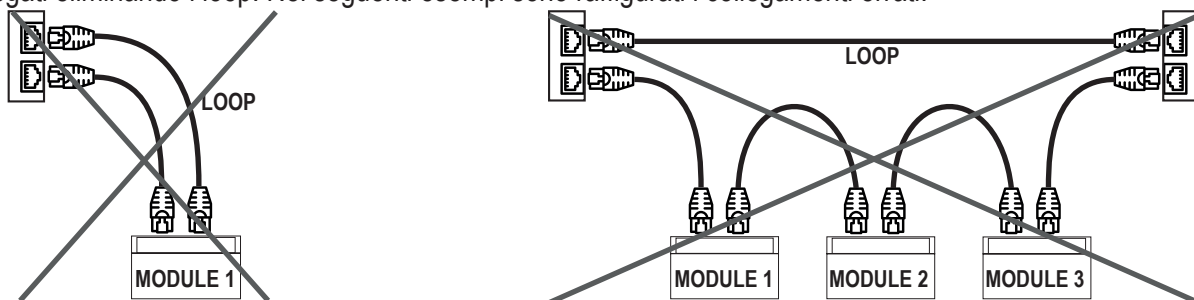 eliminando i loop. Nei seguenti esempi sono raffigurati i collegamenti errati.
LOOP
MODULE 1
LOOP
MODULE 1
MODULE 2
MODULE 3